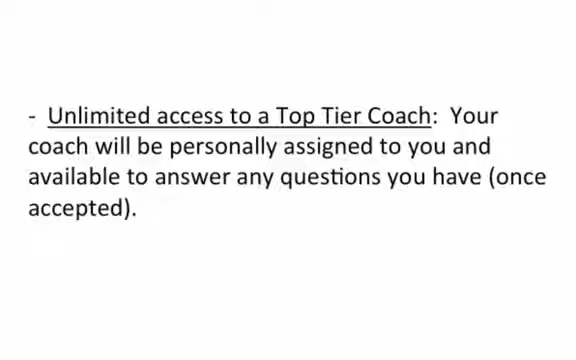 - Unlimited access to a Top Tier Coach: Your
coach will be personally assigned to you and
available to answer any questions you have (once
accepted).